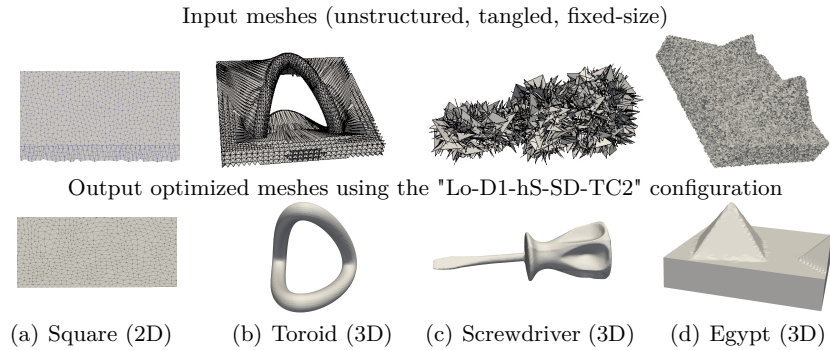 Input meshes (unstructured, tangled, fixed-size)
Output optimized meshes using the "Lo-D1-hS-SD-TC2" configuration
(a) Square (2D) (b) Toroid (3D) (c) Screwdriver (3D) (d) Egypt (3D)